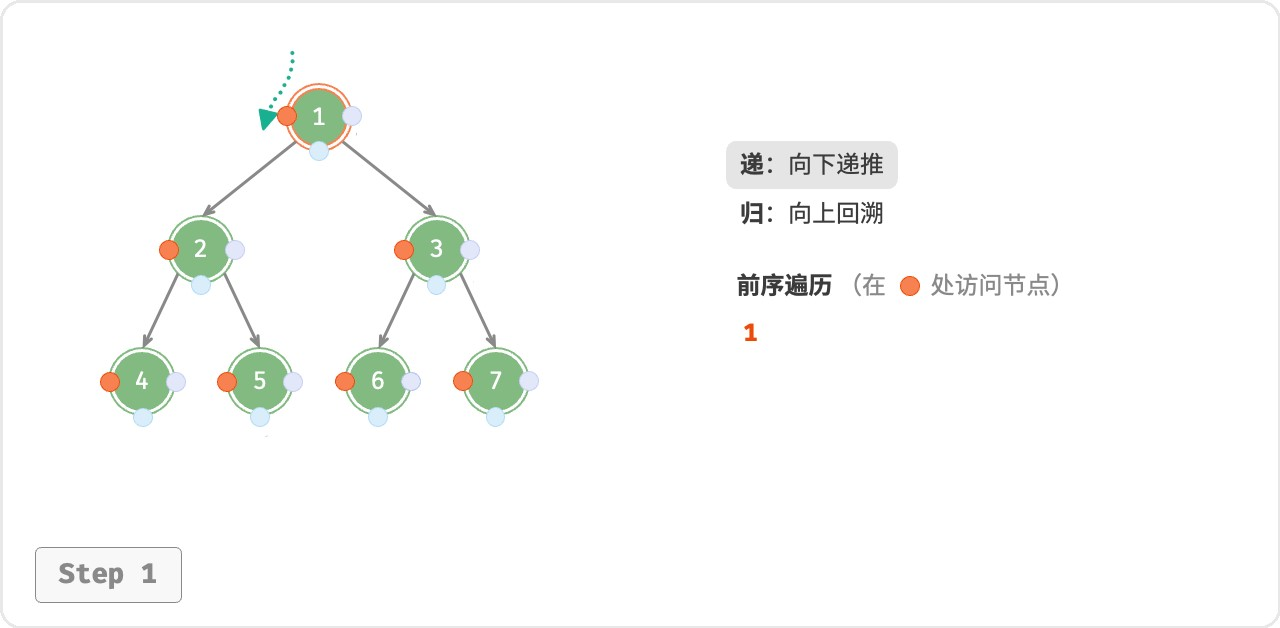 1
2 3
4 5 6 7
递：向下递推
归：向上回溯
前序遍历 （在 处访问节点）
1
Step 1